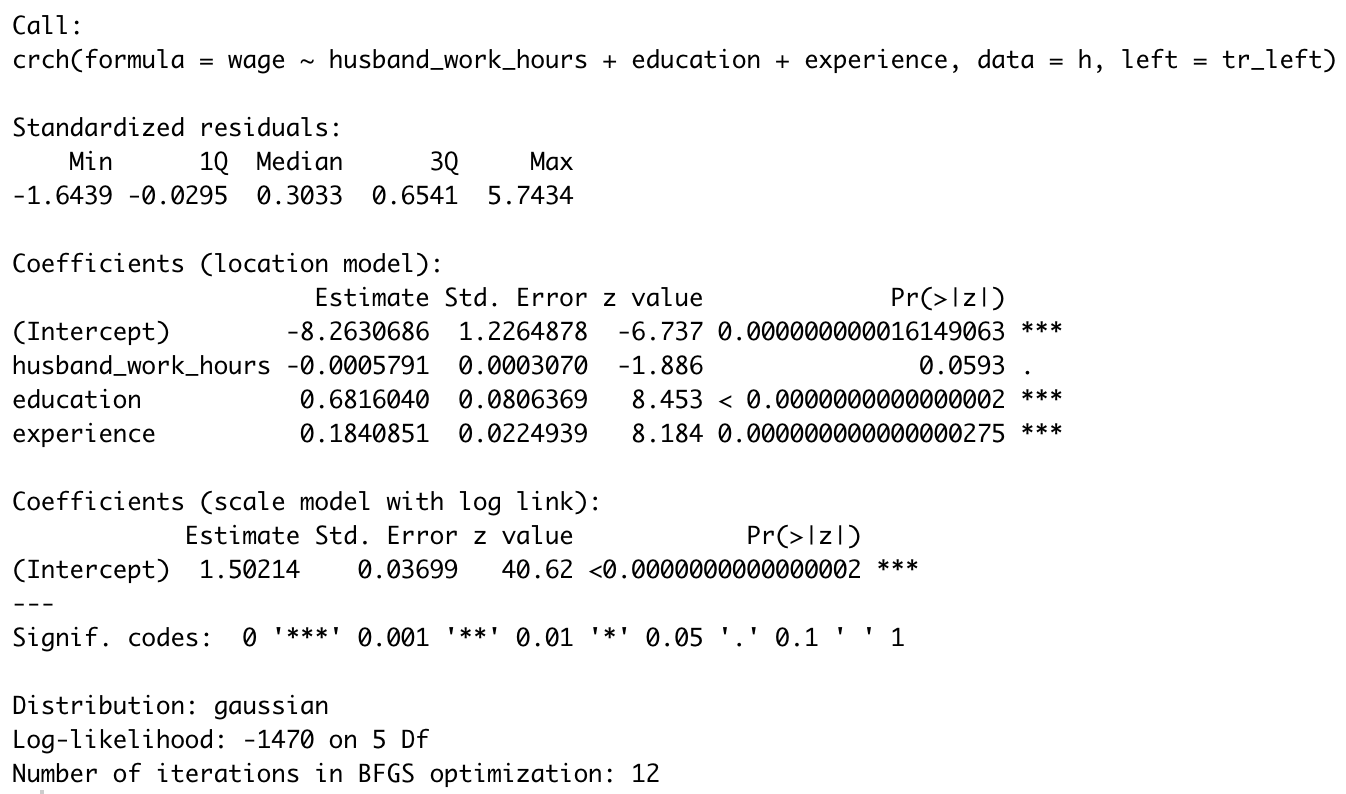 Call:
crch(formula = wage ~ husband_work_hours + education + experience, data = h, left = tr_left)

Standardized residuals:
    Min      1Q  Median      3Q     Max
-1.6439 -0.0295  0.3033  0.6541  5.7434

Coefficients (location model):
                    Estimate Std. Error z value             Pr(>|z|)
(Intercept)        -8.2630686  1.2264878  -6.737 0.000000000016149063 ***
husband_work_hours -0.0005791  0.0003070  -1.886               0.0593 .
education           0.6816040  0.0806369   8.453 < 0.0000000000000002 ***
experience          0.1840851  0.0224939   8.184 0.000000000000000275 ***

Coefficients (scale model with log link):
            Estimate Std. Error z value            Pr(>|z|)
(Intercept)  1.50214    0.03699   40.62 <0.0000000000000002 ***
---
Signif. codes:  0 '***' 0.001 '**' 0.01 '*' 0.05 '.' 0.1 ' ' 1

Distribution: gaussian
Log-likelihood: -1470 on 5 Df
Number of iterations in BFGS optimization: 12